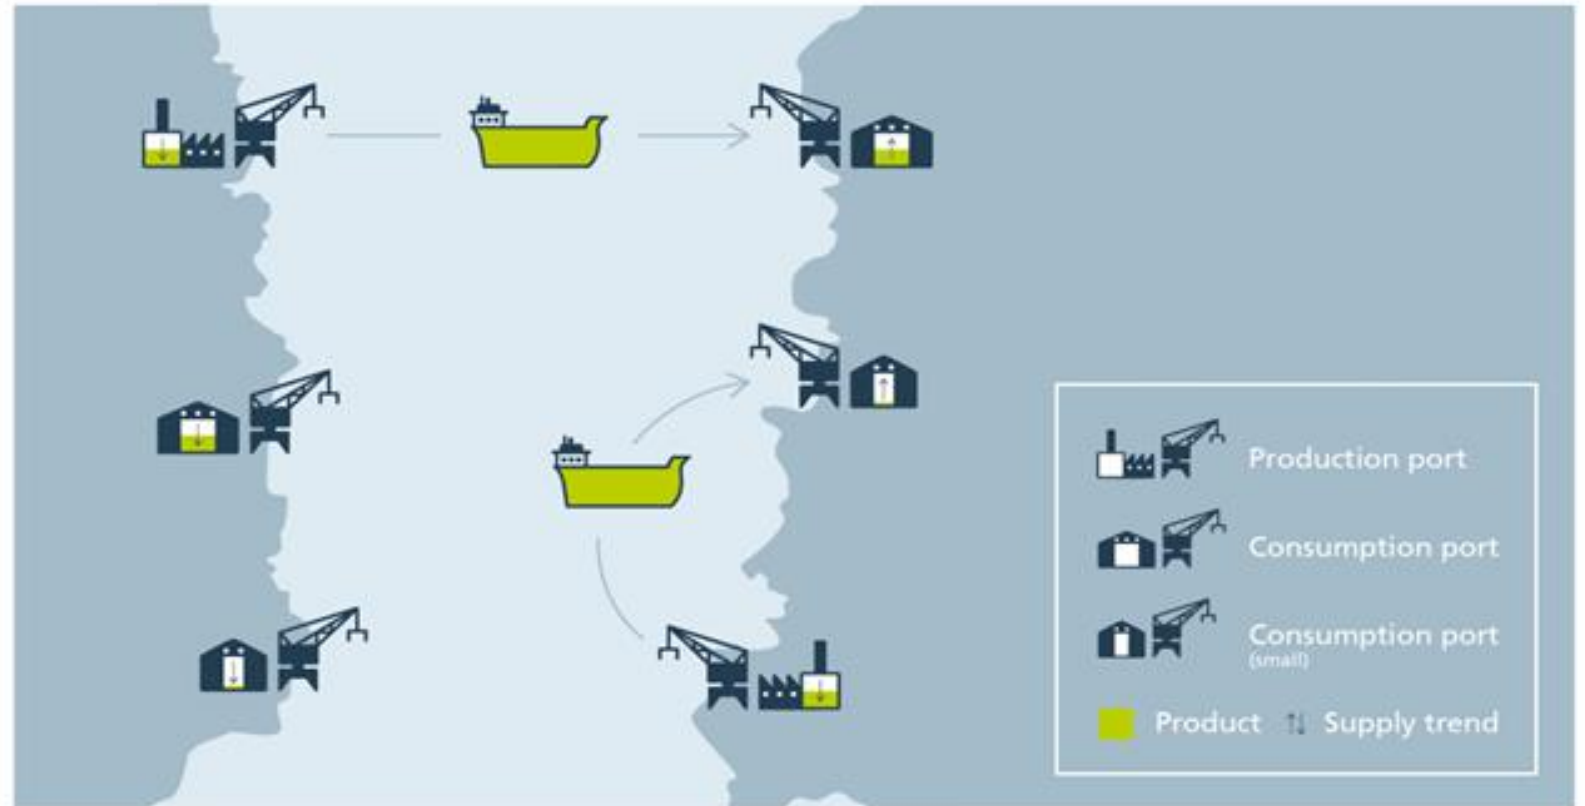 Production port
Consumption port
Consumption port
(small)
Product
Supply trend